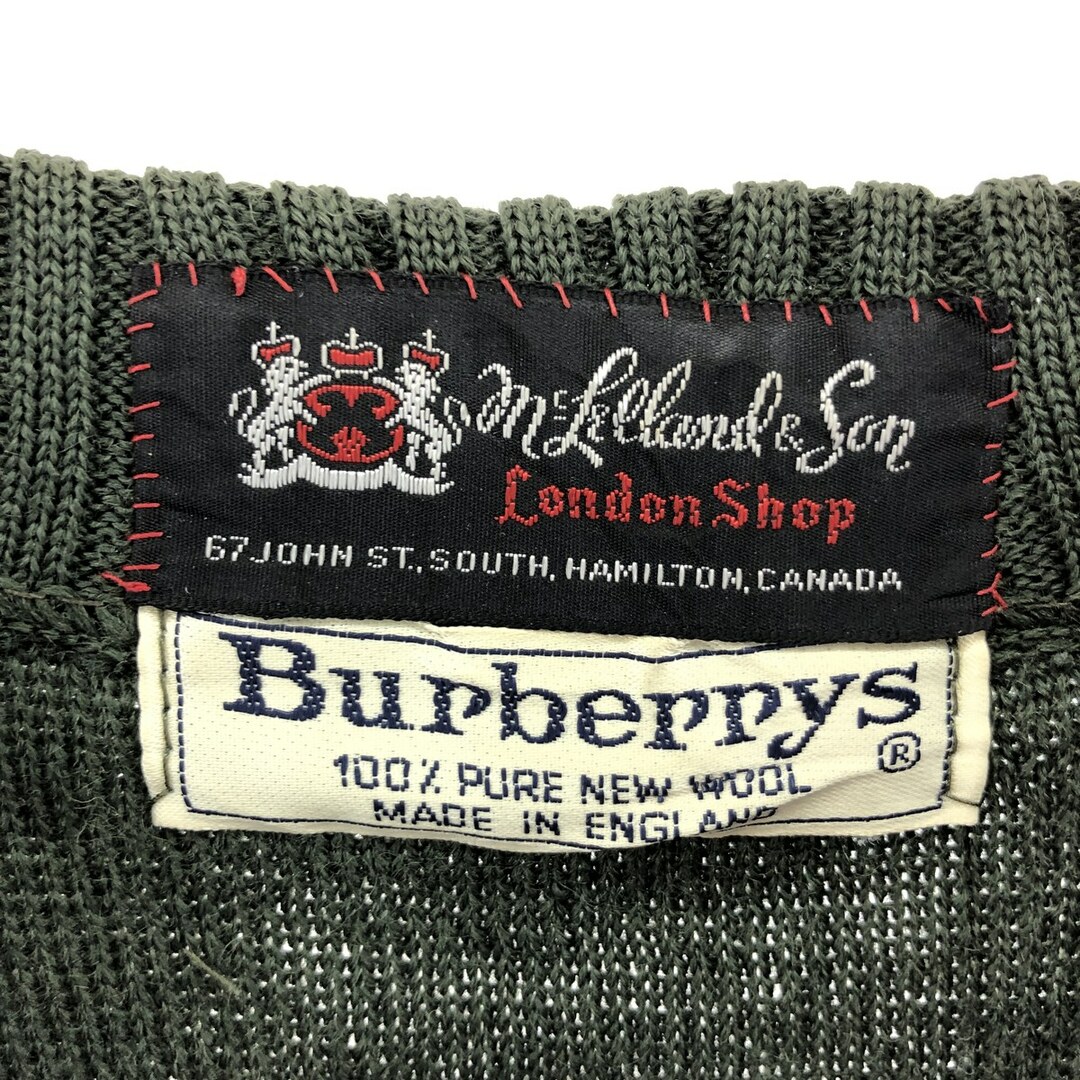 McLelland & Son
London Shop
67 JOHN ST., SOUTH, HAMILTON, CANADA
Burberrys
®
100% PURE NEW WOOL
MADE IN ENGLAND